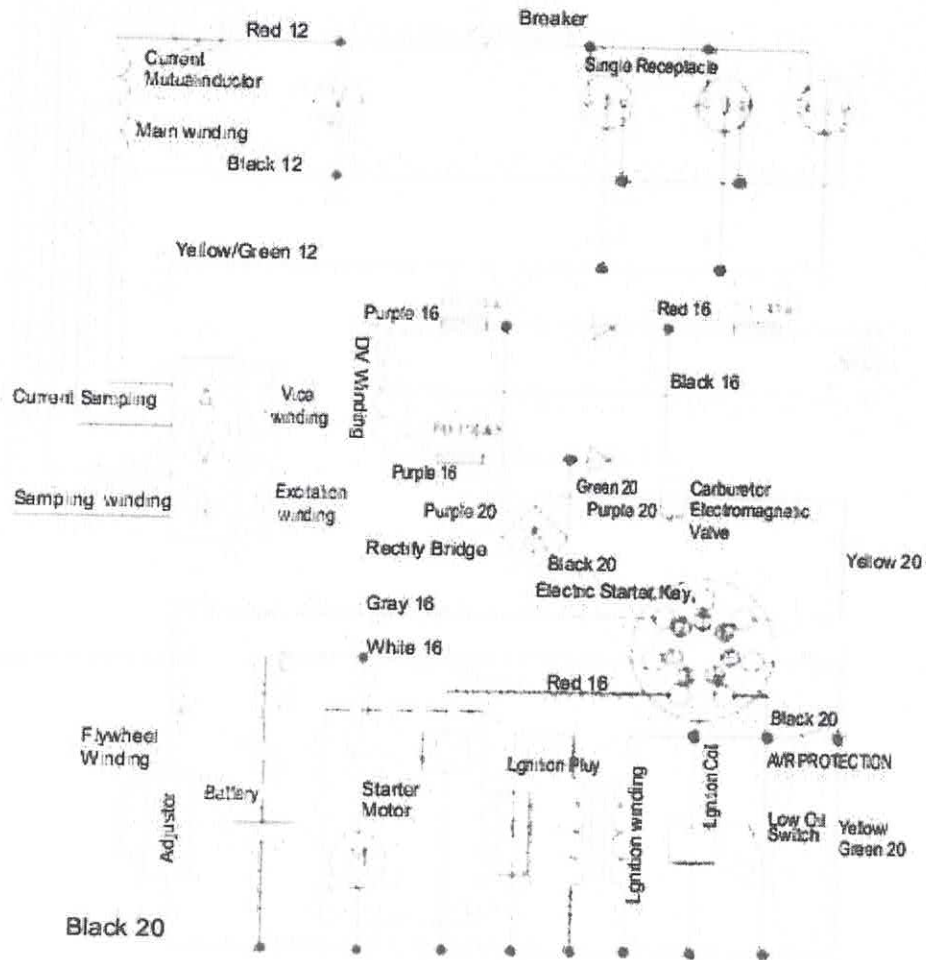 Red 12
Breaker
Current
Mutualinductor
Single Receptacle
Main winding
Black 12
Yellow/Green 12
Purple 16
Red 16
DV Winding
Black 16
Current Sampling
Vice
winding
Purple 16
Green 20
Carburetor
Electromagnetic
Valve
Sampling winding
Excitation
winding
Purple 20
Purple 20
Rectify Bridge
Black 20
Yellow 20
Electric Starter Key
Gray 16
White 16
Red 16
Black 20
Flywheel
Winding
AVR PROTECTION
Lgnition Pluy
Lgnition Coil
Battery
Starter
Motor
Lgnition winding
Low Oil
Switch
Yellow
Green 20
Adjustor
Black 20